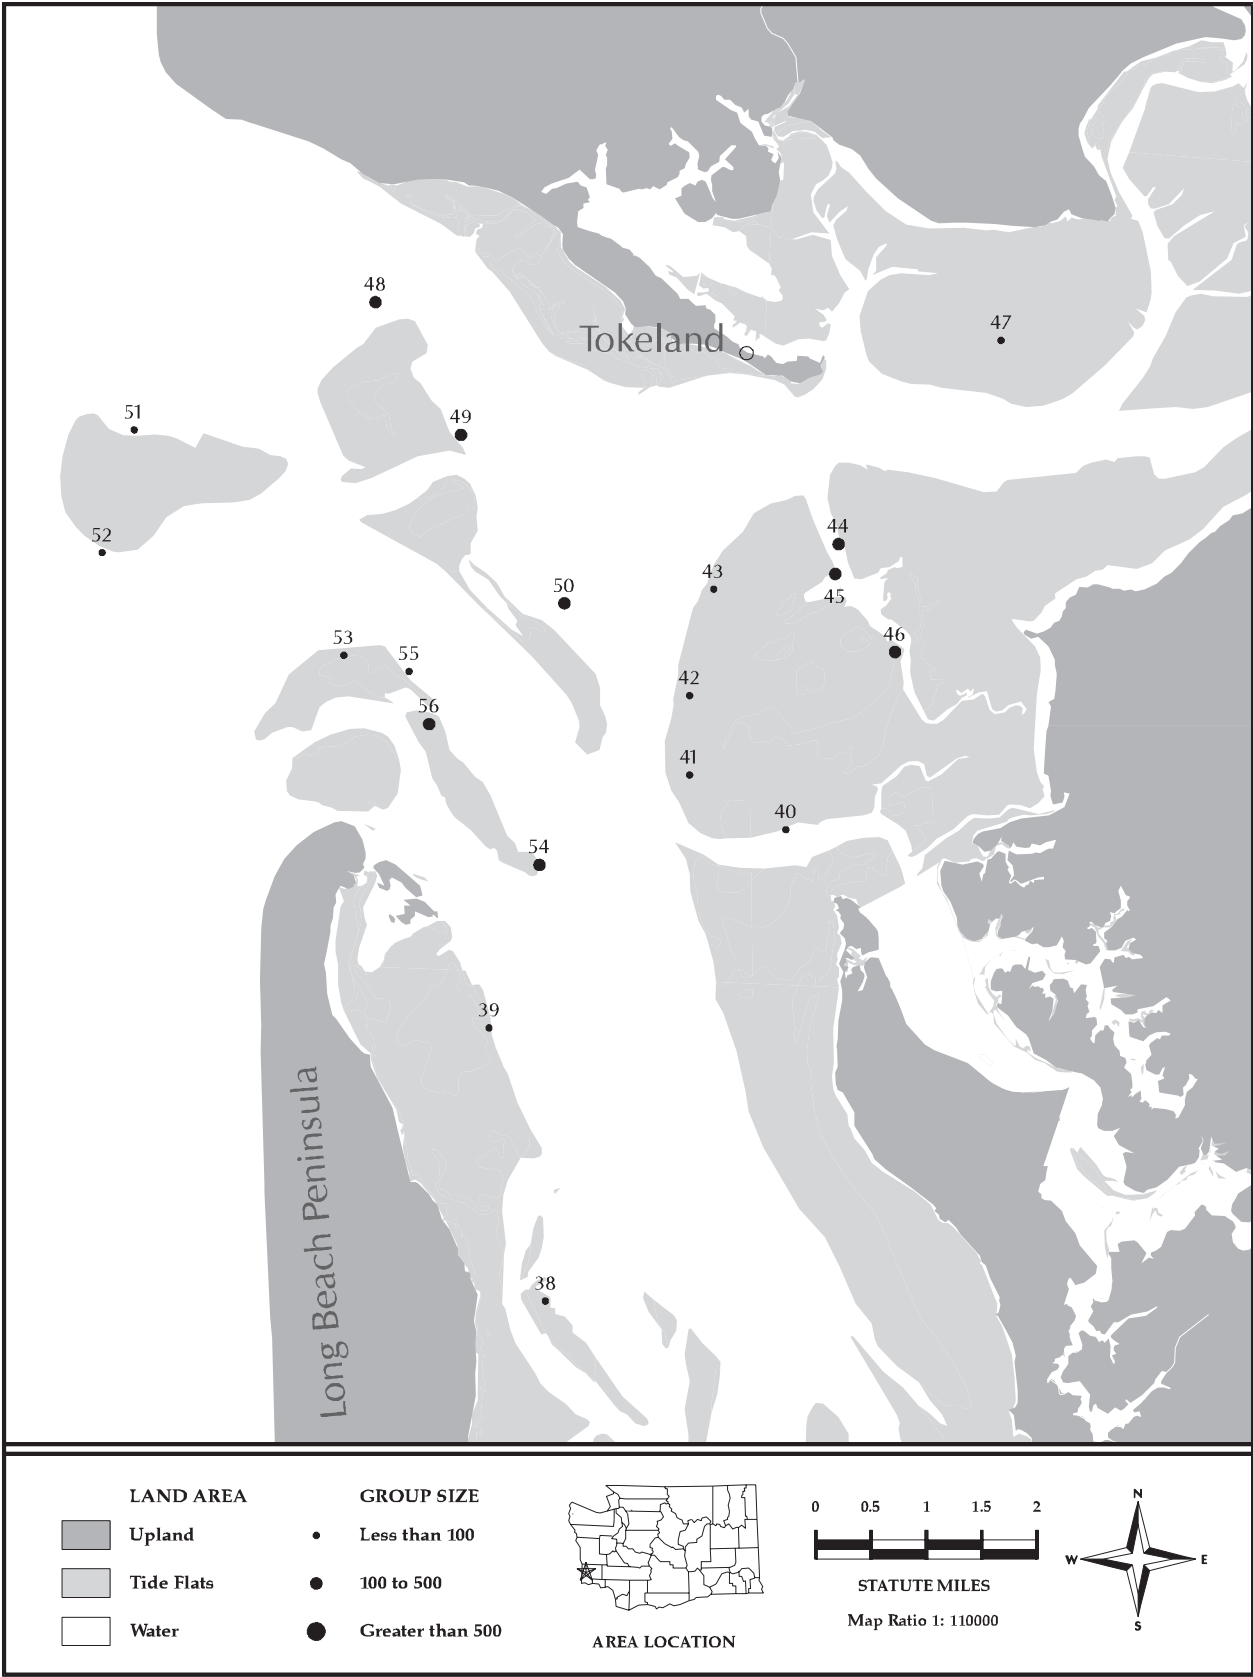 48
47
Tokeland
51
49
52
44
43
50
45
46
53
55
42
56
41
40
54
39
Long Beach Peninsula
38
LAND AREA
Upland
Tide Flats
Water
GROUP SIZE
Less than 100
100 to 500
Greater than 500
AREA LOCATION
0 0.5 1 1.5 2
STATUTE MILES
Map Ratio 1: 110000
N
W E
S